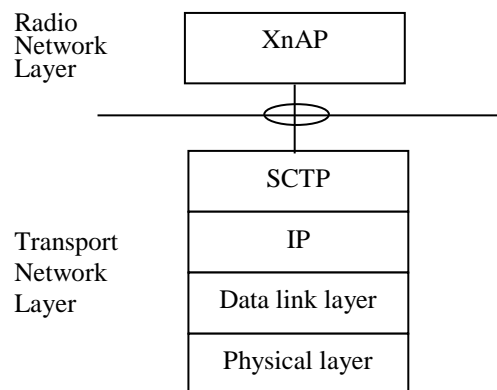 Radio
Network
Layer
XnAP
SCTP
IP
Transport
Network
Layer
Data link layer
Physical layer